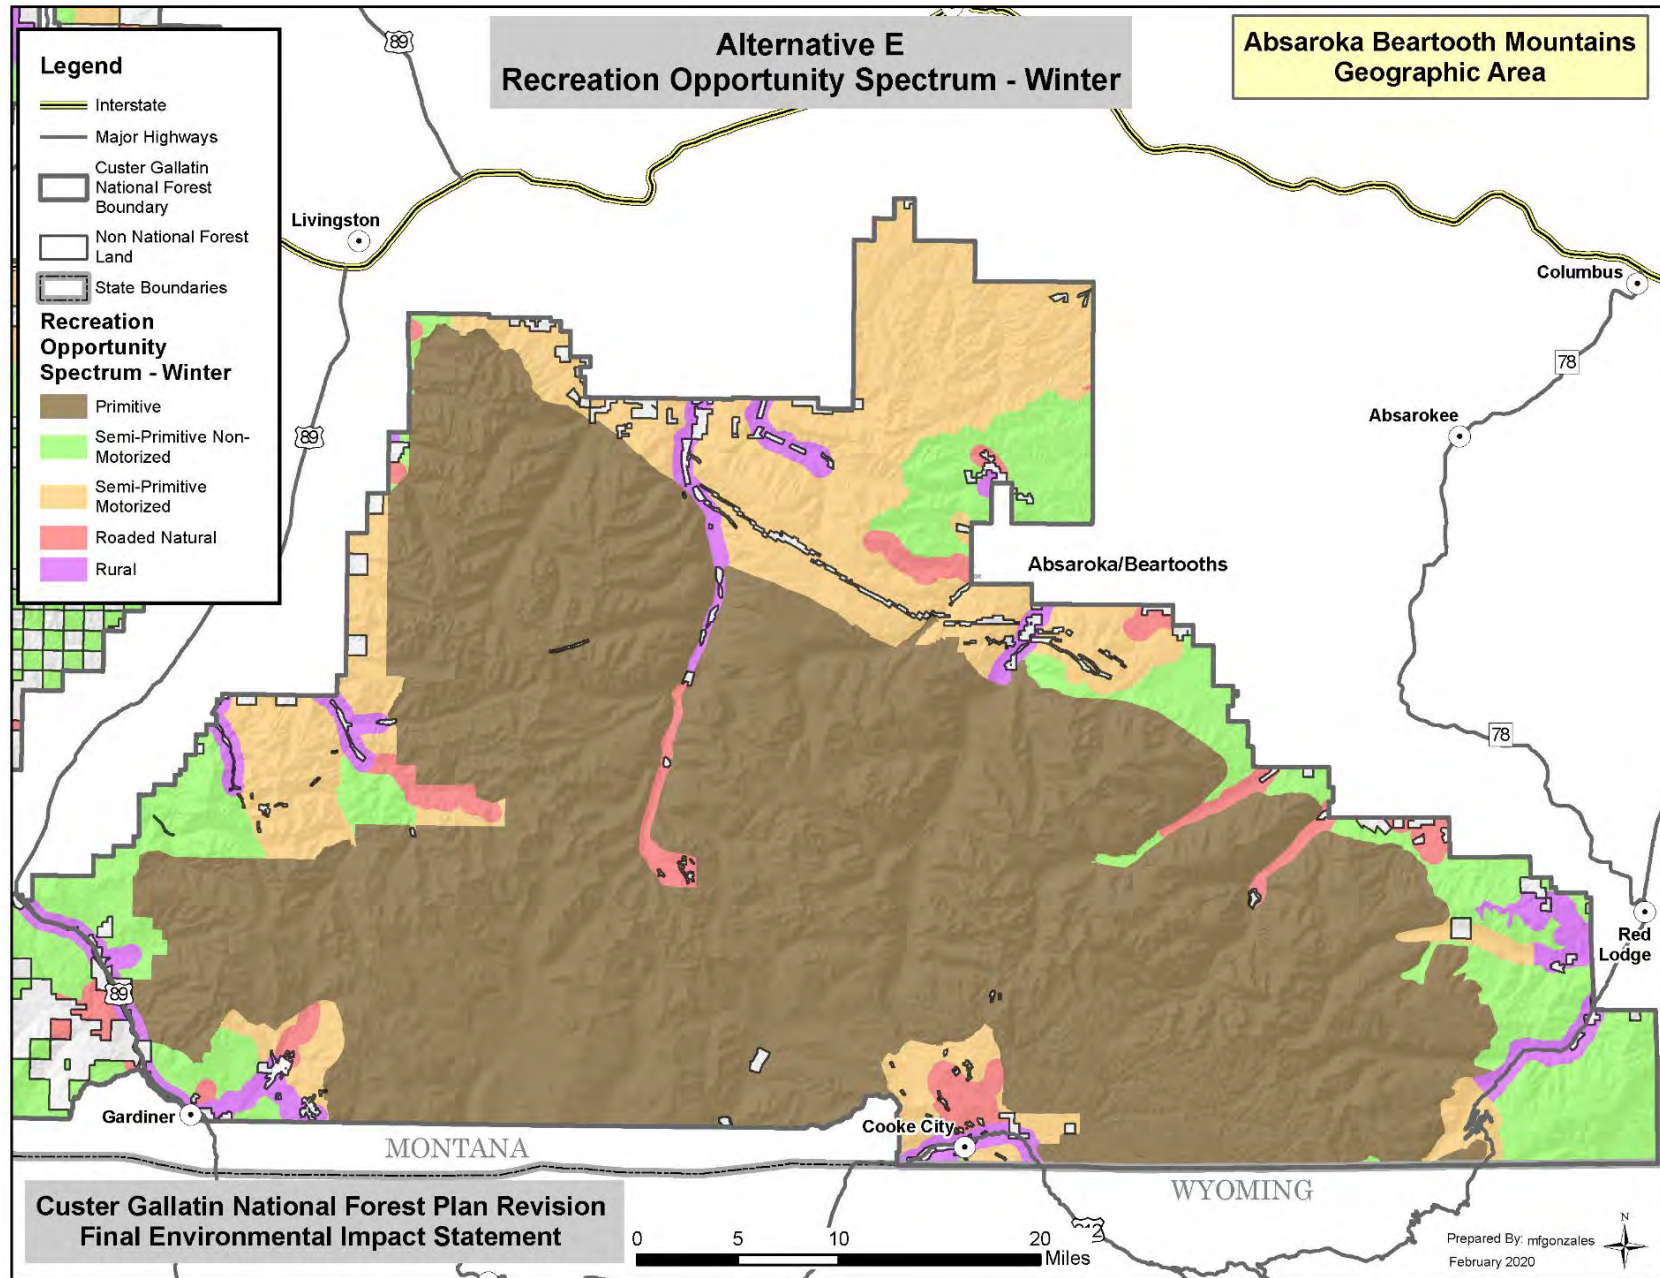 Alternative E
Recreation Opportunity Spectrum - Winter
Absaroka Beartooth Mountains
Geographic Area
Legend
Interstate
Major Highways
Custer Gallatin
National Forest
Boundary
Non National Forest
Land
State Boundaries
Recreation
Opportunity
Spectrum - Winter
Primitive
Semi-Primitive Non-
Motorized
Semi-Primitive
Motorized
Roaded Natural
Rural
89
Livingston
Columbus
78
89
Absarokee
Absaroka/Beartooths
78
Red
Lodge
89
Gardiner
Cooke City
MONTANA
WYOMING
212
Custer Gallatin National Forest Plan Revision
Final Environmental Impact Statement
0 5 10 20
Miles
Prepared By: mfgonzales
February 2020
N